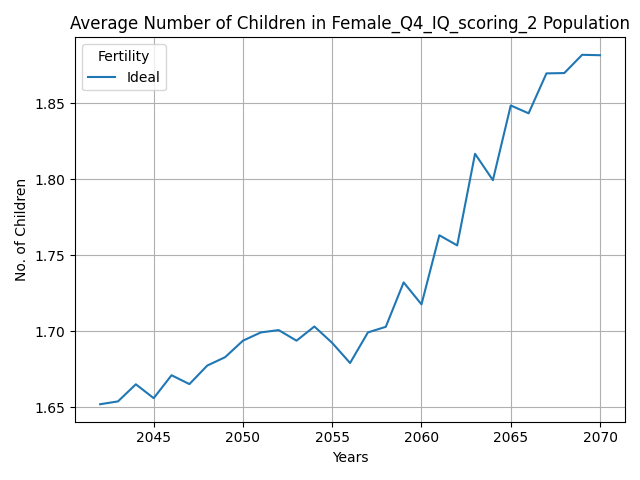 Average Number of Children in Female_Q4_IQ_scoring_2 Population
Fertility
Ideal
No. of Children
1.85
1.80
1.75
1.70
1.65
2045 2050 2055 2060 2065 2070
Years